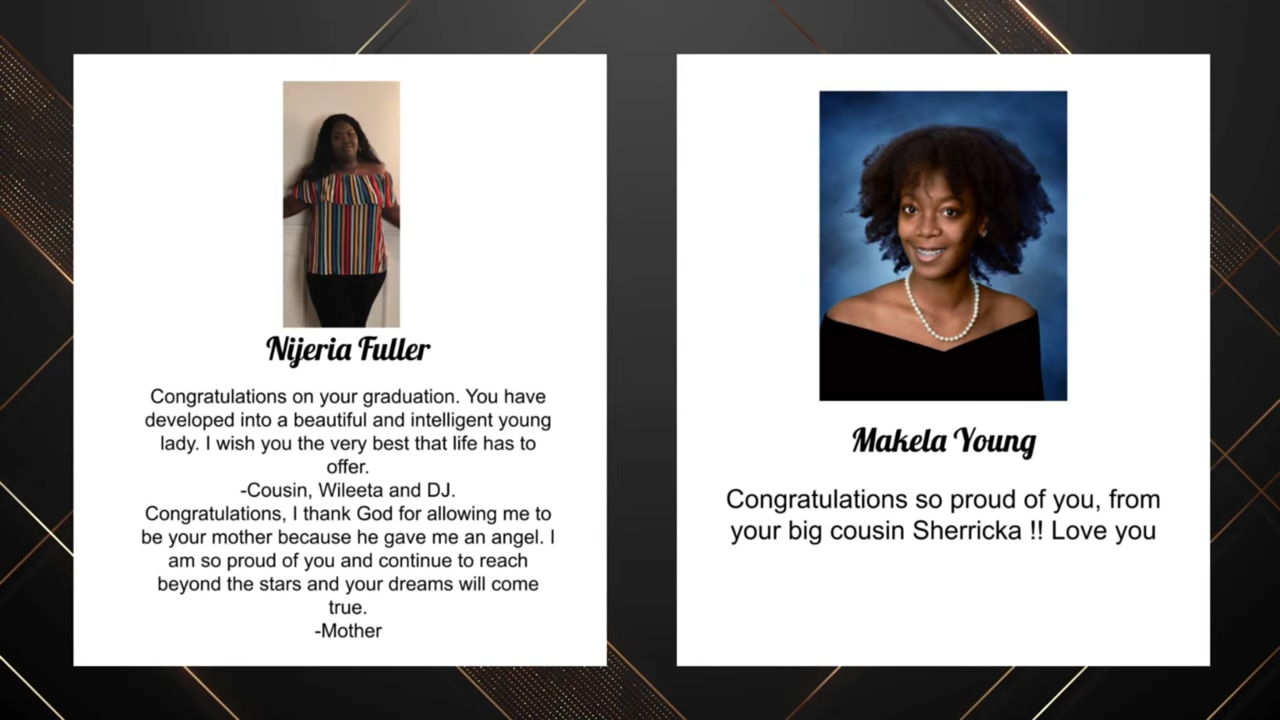 Nijeria Fuller
Congratulations on your graduation. You have
developed into a beautiful and intelligent young
lady. I wish you the very best that life has to
offer.
-Cousin, Wileeta and DJ.
Congratulations, I thank God for allowing me to
be your mother because he gave me an angel. I
am so proud of you and continue to reach
beyond the stars and your dreams will come
true.
-Mother
Makela Young
Congratulations so proud of you, from
your big cousin Sherricka !! Love you